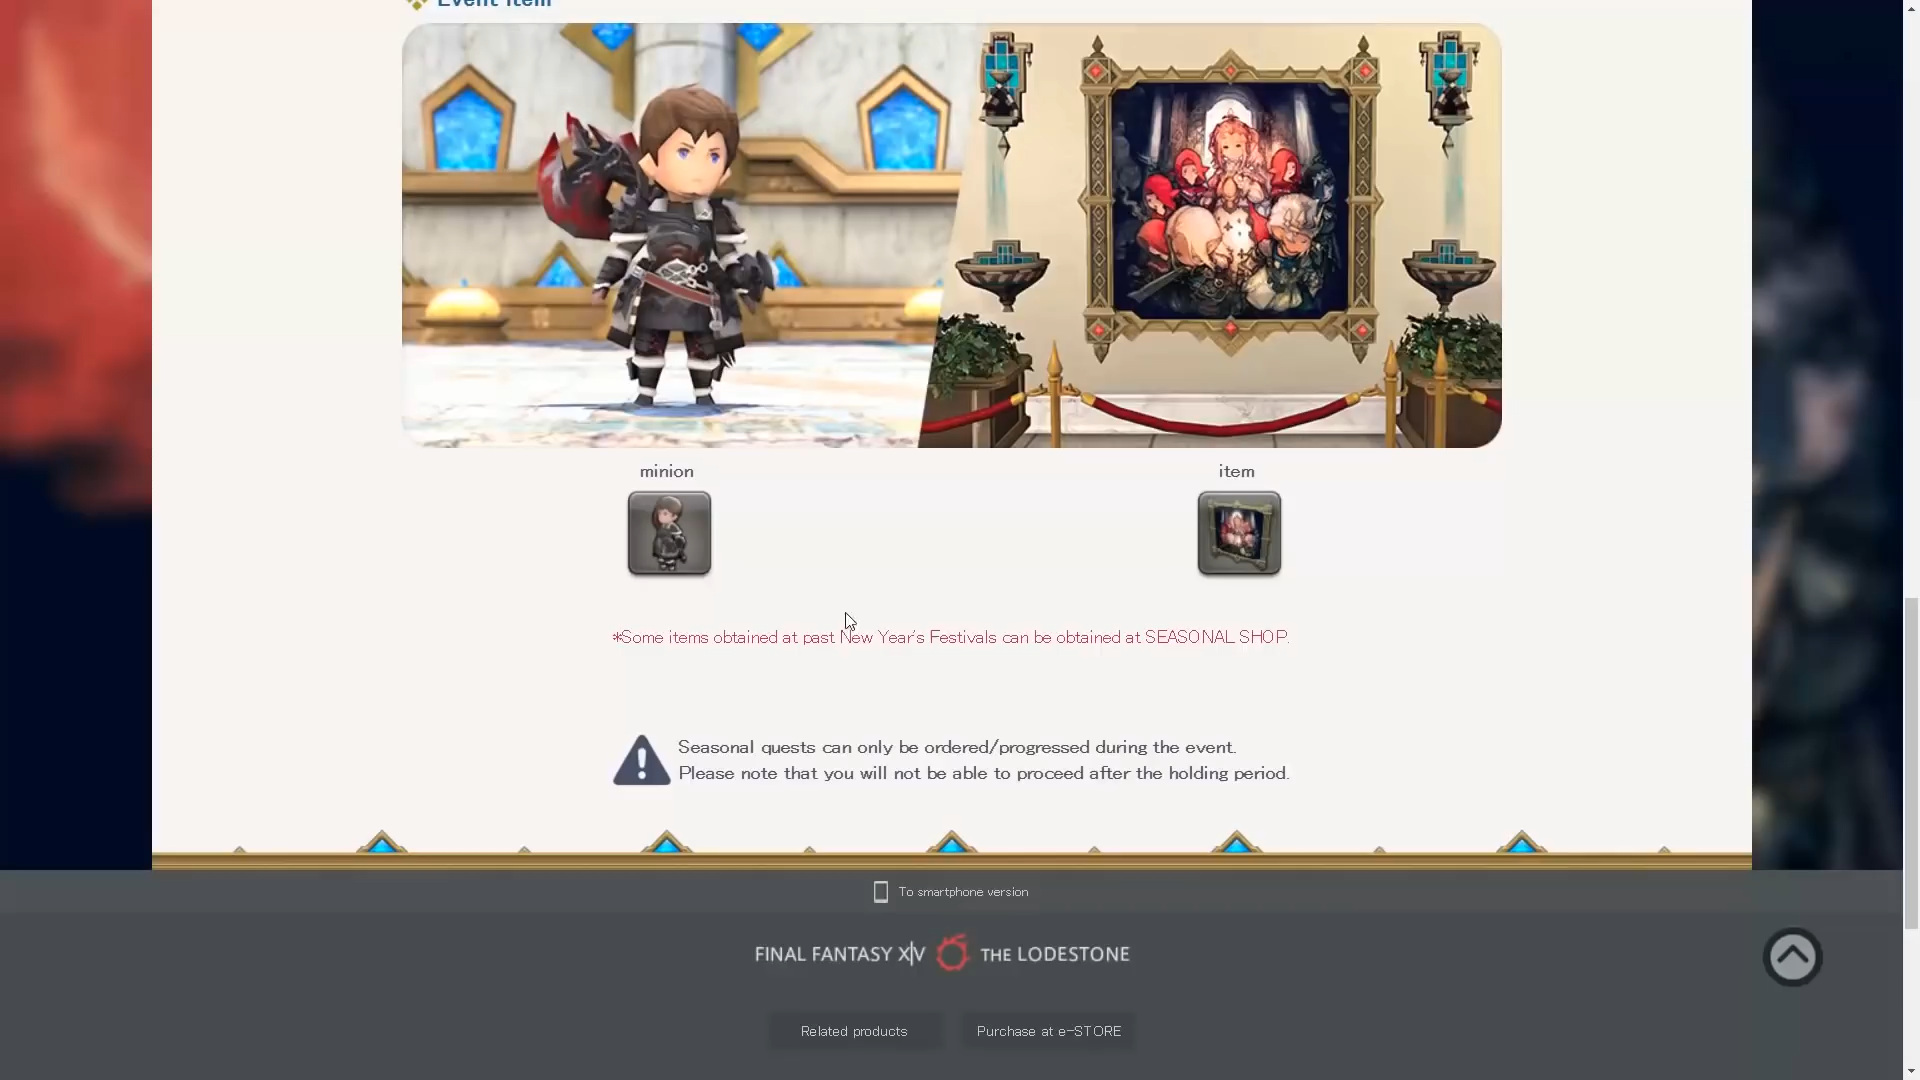 Event Item
minion
item
*Some items obtained at past New Year's Festivals can be obtained at SEASONAL SHOP.
Seasonal quests can only be ordered/progressed during the event.
Please note that you will not be able to proceed after the holding period.
To smartphone version
FINAL FANTASY XIV THE LODESTONE
Related products
Purchase at e-STORE